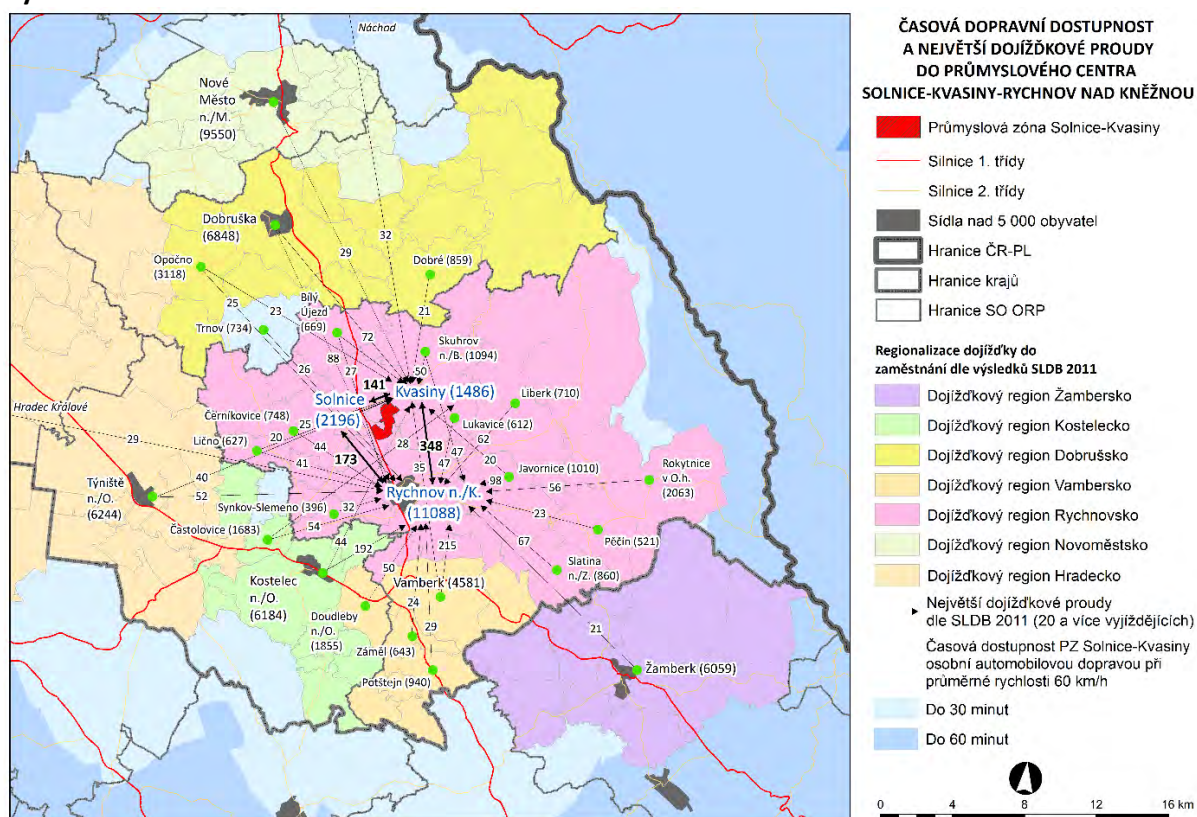 Náchod
Nové
Město
n./M.
(9550)
Dobruška
(6848)
32
29
Opočno
(3118)
Dobré (859)
25
23
Bílý
Újezd
(669)
21
Trnov (734)
72
Skuhrov
n./B. (1094)
88
26
27
50
141
Kvasiny (1486)
Liberk (710)
Solnice
(2196)
Hradec Králové
Černíkovice (748)
25
Lukavice (612)
62
29
Lično (627)
20
44
28
348
47
41
173
35
47
20
Rokytnice
v O.h.
(2063)
40
98
Javornice (1010)
Týniště
n./O.
(6244)
52
Rychnov n./K.
(11088)
56
Synkov-Slemeno (396)
32
23
Částolovice (1683)
54
Pěčín (521)
44
192
215
67
Slatina
n./Z. (860)
50
Kostelec
n./O.
(6184)
Vamberk (4581)
24
Doudleby
n./O.
(1855)
29
21
Záměl (643)
Žamberk (6059)
Potštejn (940)
ČASOVÁ DOPRAVNÍ DOSTUPNOST
A NEJVĚTŠÍ DOJÍŽĎKOVÉ PROUDY
DO PRŮMYSLOVÉHO CENTRA
SOLNICE-KVASINY-RYCHNOV NAD KNĚŽNOU
Průmyslová zóna Solnice-Kvasiny
Silnice 1. třídy
Silnice 2. třídy
Sídla nad 5 000 obyvatel
Hranice ČR-PL
Hranice krajů
Hranice SO ORP
Regionalizace dojížďky do
zaměstnání dle výsledků SLDB 2011
Dojížďkový region Žambersko
Dojížďkový region Kostelecko
Dojížďkový region Dobrušsko
Dojížďkový region Vambersko
Dojížďkový region Rychnovsko
Dojížďkový region Novoměstsko
Dojížďkový region Hradecko
Největší dojížďkové proudy
dle SLDB 2011 (20 a více vyjíždějících)
Časová dostupnost PZ Solnice-Kvasiny
osobní automobilovou dopravou při
průměrné rychlosti 60 km/h
Do 30 minut
Do 60 minut
0 4 8 12 16 km